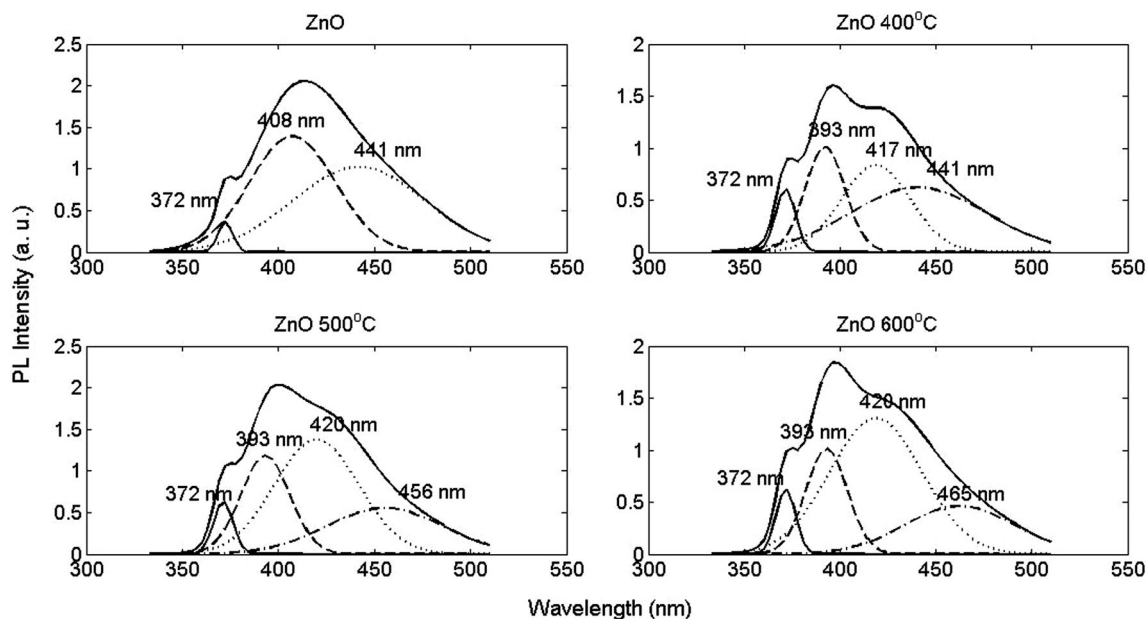 ZnO
2.5
2
1.5
1
0.5
0
300 350 400 450 500 550
372 nm
408 nm
441 nm
ZnO 400°C
2
1.5
1
0.5
0
300 350 400 450 500 550
372 nm
393 nm
417 nm
441 nm
ZnO 500°C
2.5
2
1.5
1
0.5
0
300 350 400 450 500 550
372 nm
393 nm
420 nm
456 nm
ZnO 600°C
2
1.5
1
0.5
0
300 350 400 450 500 550
372 nm
393 nm
420 nm
465 nm
PL Intensity (a. u.)
Wavelength (nm)